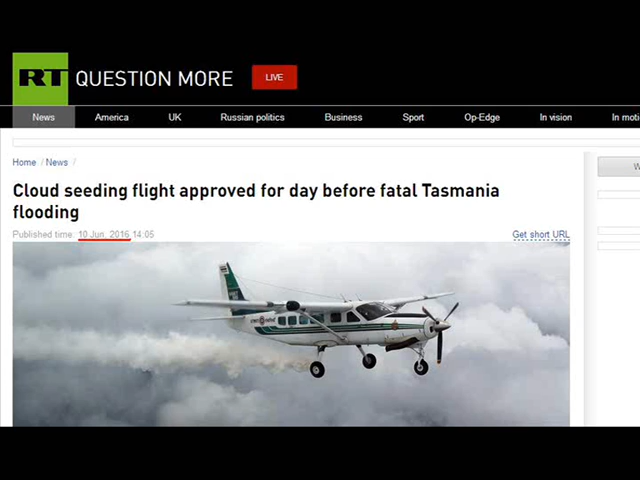 RT QUESTION MORE LIVE
News America UK Russian politics Business Sport Op-Edge In vision In moti
Home / News /
Cloud seeding flight approved for day before fatal Tasmania
flooding
Published time: 10 Jun, 2016 14:05 Get short URL